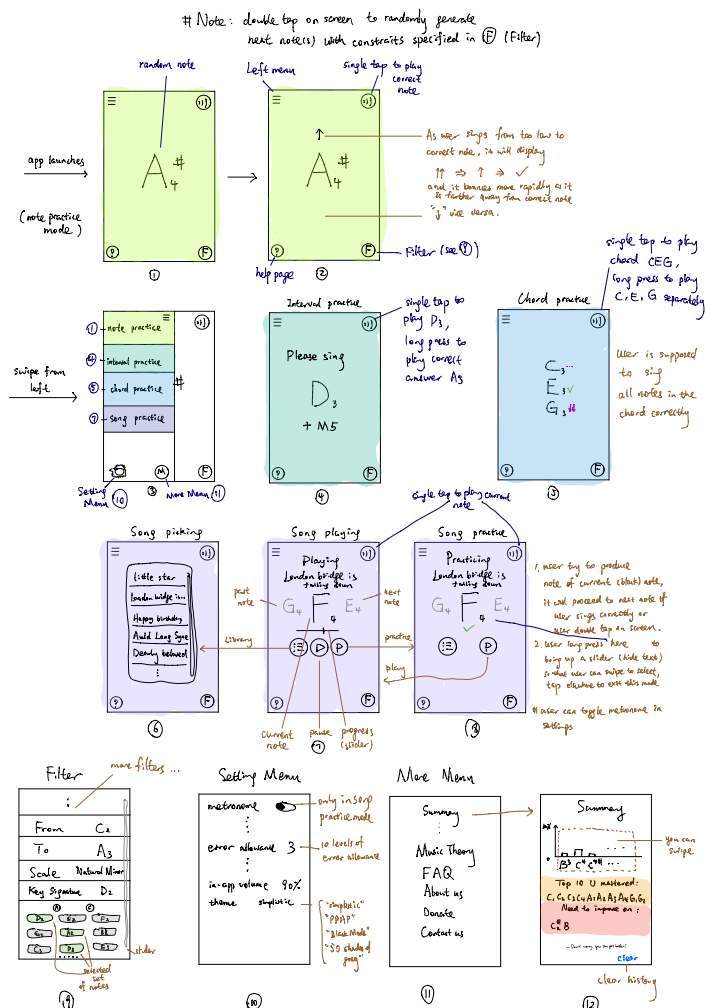 # Note: double tap on screen to randomly generate
next note(s) with constraits specified in Ⓕ (Filter)
random note
Left menu
single tap to play
correct
note
app launches
(note practice
mode)
A#4
?
F
①
↑
A#4
?
F
②
As user sings from too low to
correct note, it will display
↑↑ ⇒ ↑ ⇒ ✓
and it bounces more rapidly as it
is farther away from correct note
"↓" vice versa.
Filter (see ⑨)
help page
swipe from
left
① note practice
④ interval practice
⑤ chord practice
⑦ song practice
#
M
F
Setting
Menu ⑩
③
More Menu ⑪
Interval practice
Please sing
D3
+ M5
?
F
④
single tap to
play D3,
long press to
play correct
answer A3
Chord practice
C3 ...
E3 ✓
G3 ↓↓
?
F
⑤
single tap to play
chord CEG,
long press to play
C, E, G separately
User is supposed
to sing
all notes in the
chord correctly
Song picking
little star
london bridge is...
Happy birthday
Auld Lang Syne
Dearly beloved
⋮
?
F
⑥
Library
Song playing
Playing
London bridge is
falling down
past
note
G4 F4 E4
next
note
P
?
F
current
note
pause
progress
(slider)
⑦
single tap to play current
note
practice
play
Song practice
Practicing
London bridge is
falling down
G4 F4 E4
✓
P
?
F
⑧
1. user try to produce
note of current (black) note,
it will proceed to next note if
user sings correctly or
user double tap on screen.
2. user long press here to
bring up a slider (hide text)
so that user can swipe to select,
tap elsewhere to exit this mode
# user can toggle metronome in
settings
Filter
more filters ...
⋮
From C2
To A3
Scale Natural Minor
Key Signature D2
slider
selected
set
of notes
⑨
Setting Menu
metronome
only in song
practice mode
⋮
error allowance 3
10 levels of
error allowance
⋮
in-app volume 90%
theme simplistic
"simplistic"
"PPAP"
"Black Mode"
"50 shades of
grey"
⑩
More Menu
Summary
⋮
Music Theory
FAQ
About us
Donate
Contact us
⑪
Summary
0
you can
swipe
Top 10 U mastered:
Need to improve on:
clear
clear history
⑫